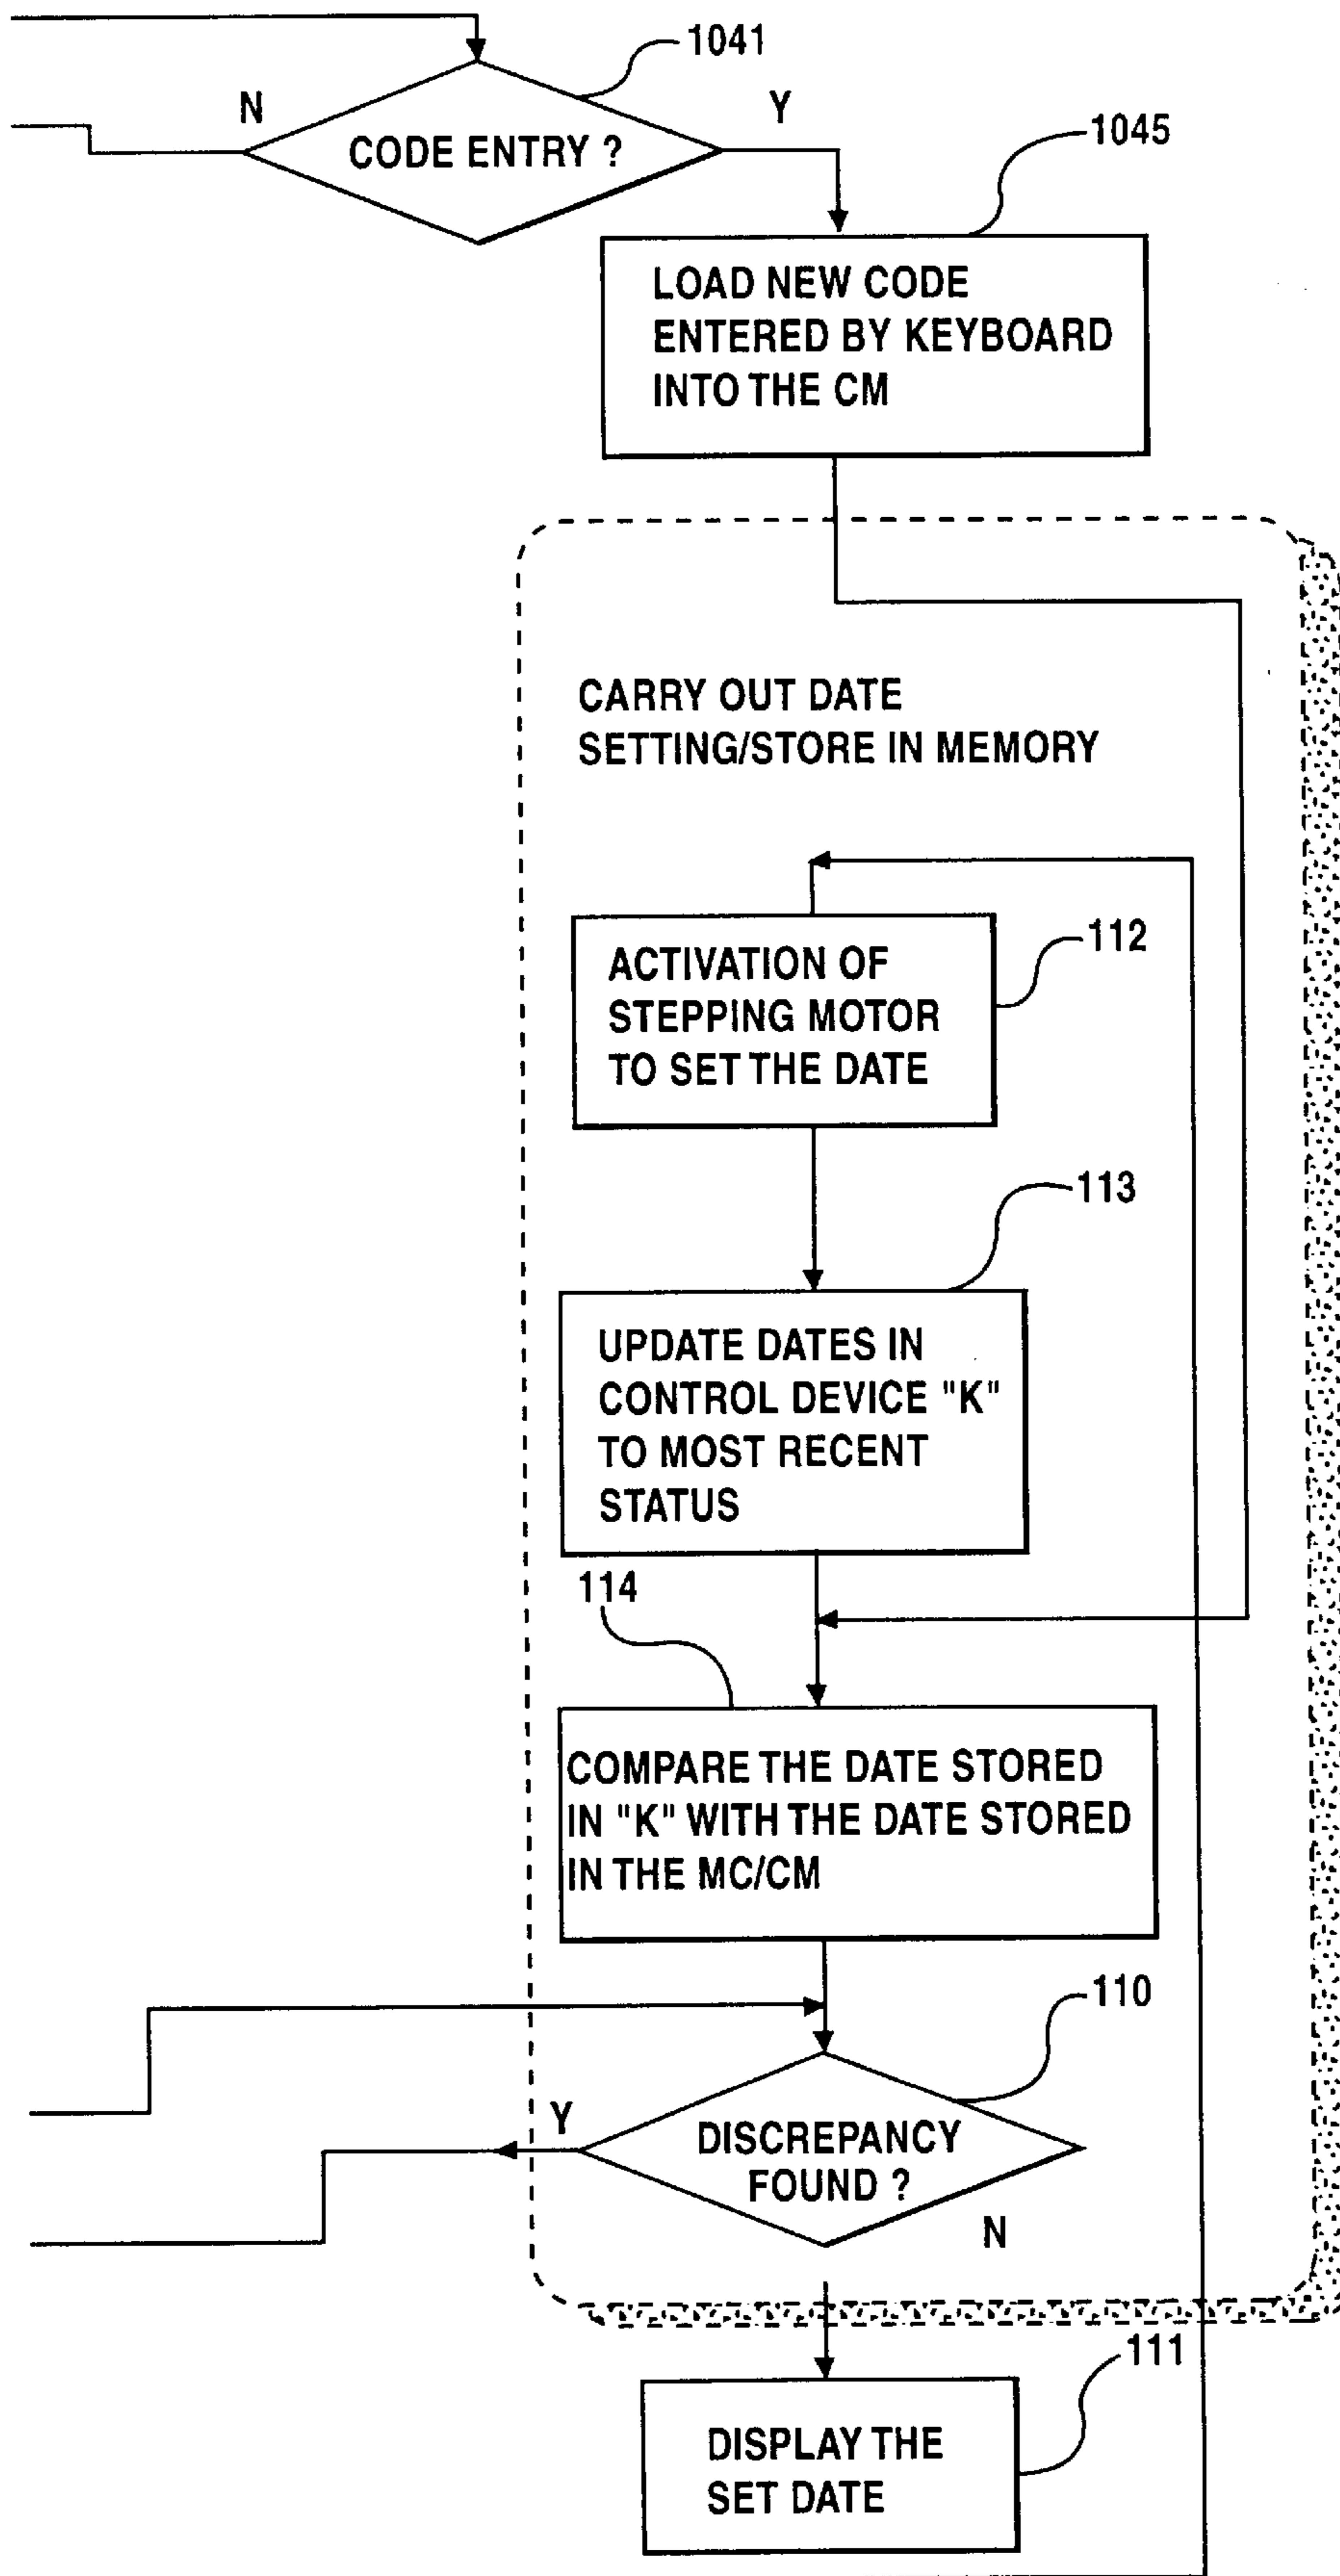 1041
N
Y
CODE ENTRY ?
1045
LOAD NEW CODE
ENTERED BY KEYBOARD
INTO THE CM
CARRY OUT DATE
SETTING/STORE IN MEMORY
112
ACTIVATION OF
STEPPING MOTOR
TO SET THE DATE
113
UPDATE DATES IN
CONTROL DEVICE "K"
TO MOST RECENT
STATUS
114
COMPARE THE DATE STORED
IN "K" WITH THE DATE STORED
IN THE MC/CM
110
Y
DISCREPANCY
FOUND ?
N
111
DISPLAY THE
SET DATE